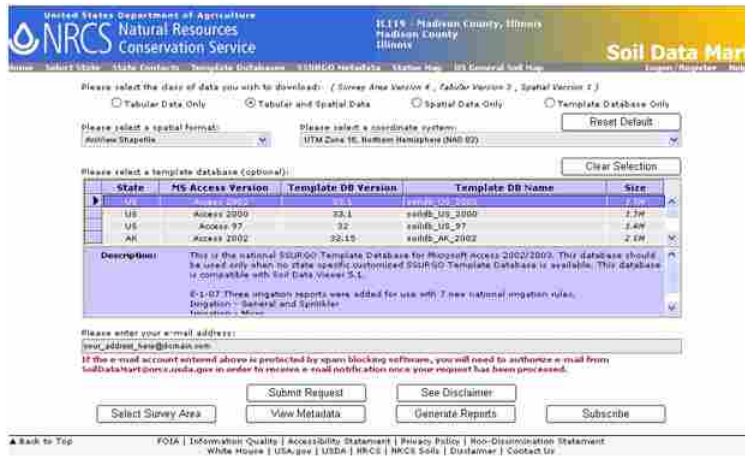 United States Department of Agriculture
NRCS Natural Resources Conservation Service
IL119 - Madison County, Illinois
Madison County
Illinois
Soil Data Mart
Home Select State State Contacts Template Databases SSURGO Metadata Status Map US General Soil Map Logon/Register
Please select the class of data you wish to download: ( Survey Area Version 4 , Tabular Version 3 , Spatial Version 1 )
Tabular Data Only Tabular and Spatial Data Spatial Data Only Template Database Only
Reset Default
Please select a spatial format: Please select a coordinate system:
ArcView Shapefile UTM Zone 16, Northern Hemisphere (NAD 83)
Clear Selection
Please select a template database (optional):
State MS Access Version Template DB Version Template DB Name Size
US Access 2002 33.1 soildb_US_2002
US Access 2000 33.1 soildb_US_2000
US Access 97 32 soildb_US_97
AK Access 2002 32.15 soildb_AK_2002
Description: This is the national SSURGO Template Database for Microsoft Access 2002/2003. This database should
be used only when no state specific customized SSURGO Template Database is available. This database
is compatible with Soil Data Viewer 5.1.
Three irrigation reports were added for use with 7 new national irrigation rules.
Irrigation - General and Sprinkler
Irrigation - Micro
Please enter your e-mail address:
your_address_here@domain.com
If the e-mail account entered above is protected by spam blocking software, you will need to authorize e-mail from
SoilDataMart@nrcs.usda.gov in order to receive e-mail notification once your request has been processed.
Submit Request See Disclaimer
Select Survey Area View Metadata Generate Reports Subscribe
Back to Top FOIA | Information Quality | Accessibility Statement | Privacy Policy | Non-Discrimination Statement
White House | USA.gov | USDA | NRCS | NRCS Soils | Disclaimer | Contact Us